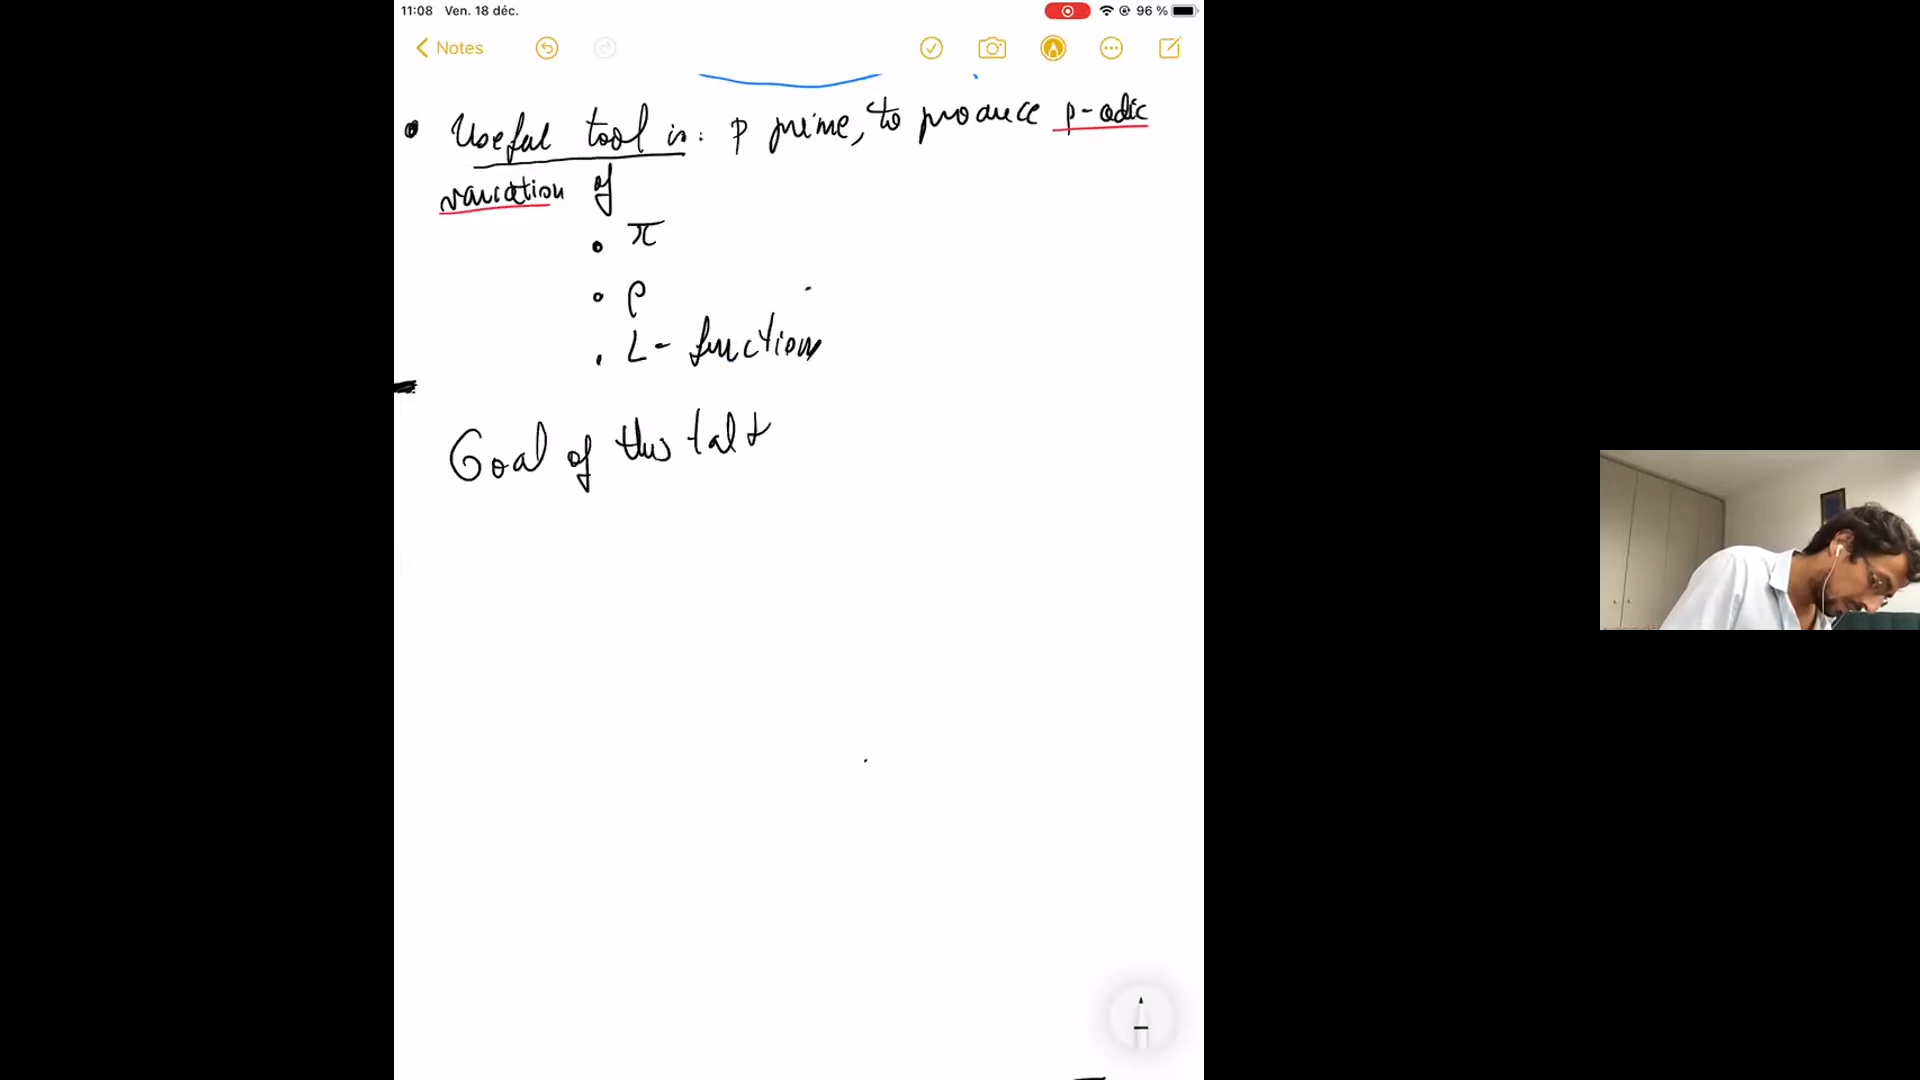 11:08 Ven. 18 déc. 96 %
Notes
• Useful tool is: p prime, to produce p-adic
variation of
• π
• ρ
• L-function
Goal of this talk